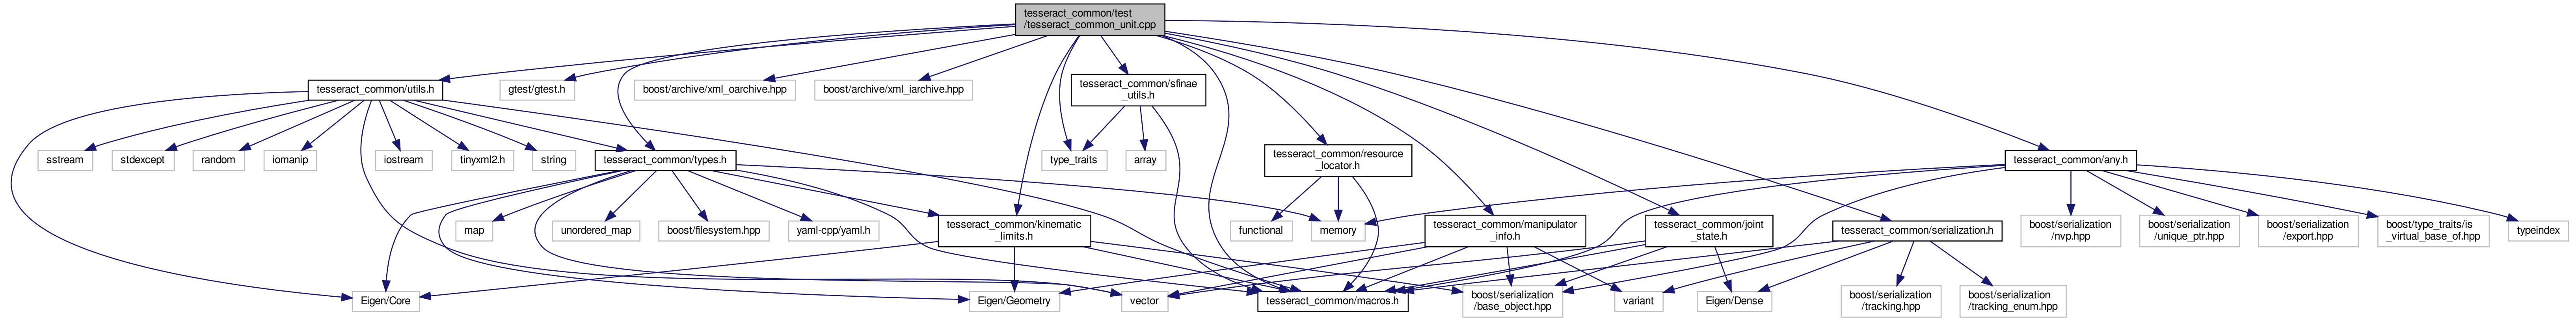 tesseract_common/test
/tesseract_common_unit.cpp
tesseract_common/utils.h
gtest/gtest.h
boost/archive/xml_oarchive.hpp
boost/archive/xml_iarchive.hpp
tesseract_common/sfinae
_utils.h
sstream
stdexcept
random
iomanip
iostream
tinyxml2.h
string
tesseract_common/types.h
type_traits
array
tesseract_common/resource
_locator.h
tesseract_common/any.h
map
unordered_map
boost/filesystem.hpp
yaml-cpp/yaml.h
tesseract_common/kinematic
_limits.h
functional
memory
tesseract_common/manipulator
_info.h
tesseract_common/joint
_state.h
tesseract_common/serialization.h
boost/serialization
/nvp.hpp
boost/serialization
/unique_ptr.hpp
boost/serialization
/export.hpp
boost/type_traits/is
_virtual_base_of.hpp
typeindex
Eigen/Core
Eigen/Geometry
vector
tesseract_common/macros.h
boost/serialization
/base_object.hpp
variant
Eigen/Dense
boost/serialization
/tracking.hpp
boost/serialization
/tracking_enum.hpp